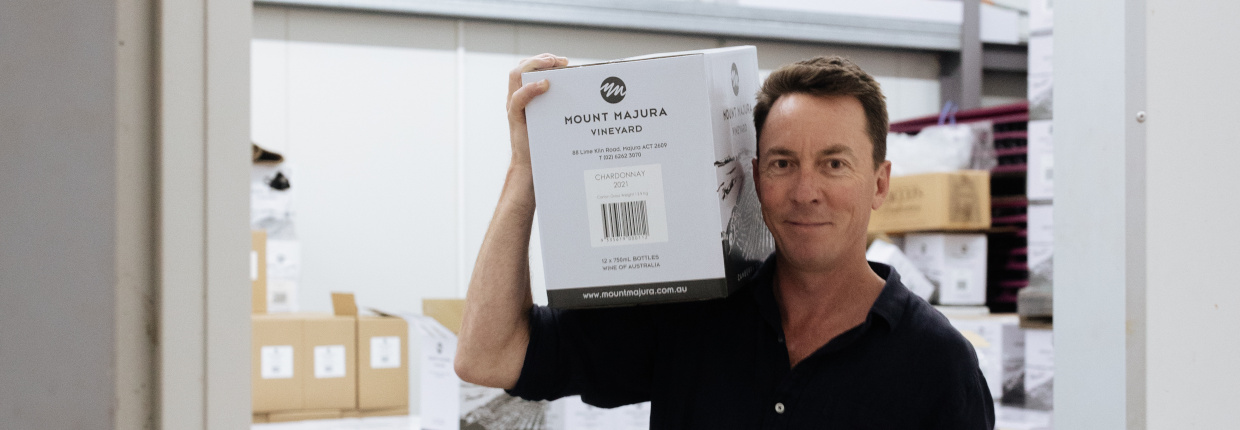 MOUNT MAJURA
VINEYARD
88 Lime Kiln Road, Majura ACT 2609
T (02) 6262 3070
CHARDONNAY
2021
12 x 750mL BOTTLES
WINE OF AUSTRALIA
www.mountmajura.com.au
MOUNT MAJURA
VINEYARD